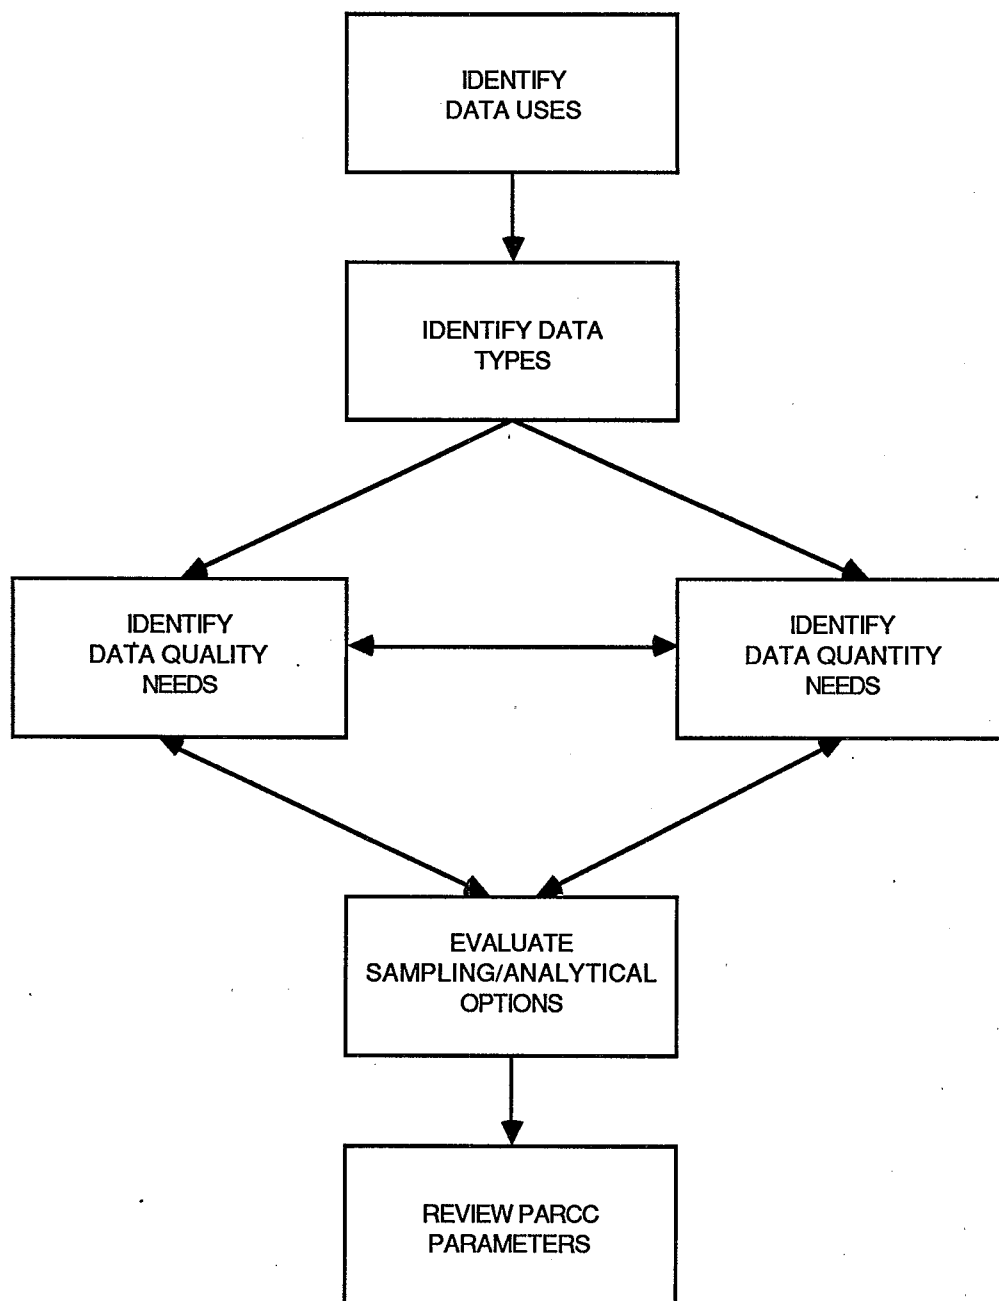 IDENTIFY
DATA USES
IDENTIFY DATA
TYPES
IDENTIFY
DATA QUALITY
NEEDS
IDENTIFY
DATA QUANTITY
NEEDS
EVALUATE
SAMPLING/ANALYTICAL
OPTIONS
REVIEW PARCC
PARAMETERS